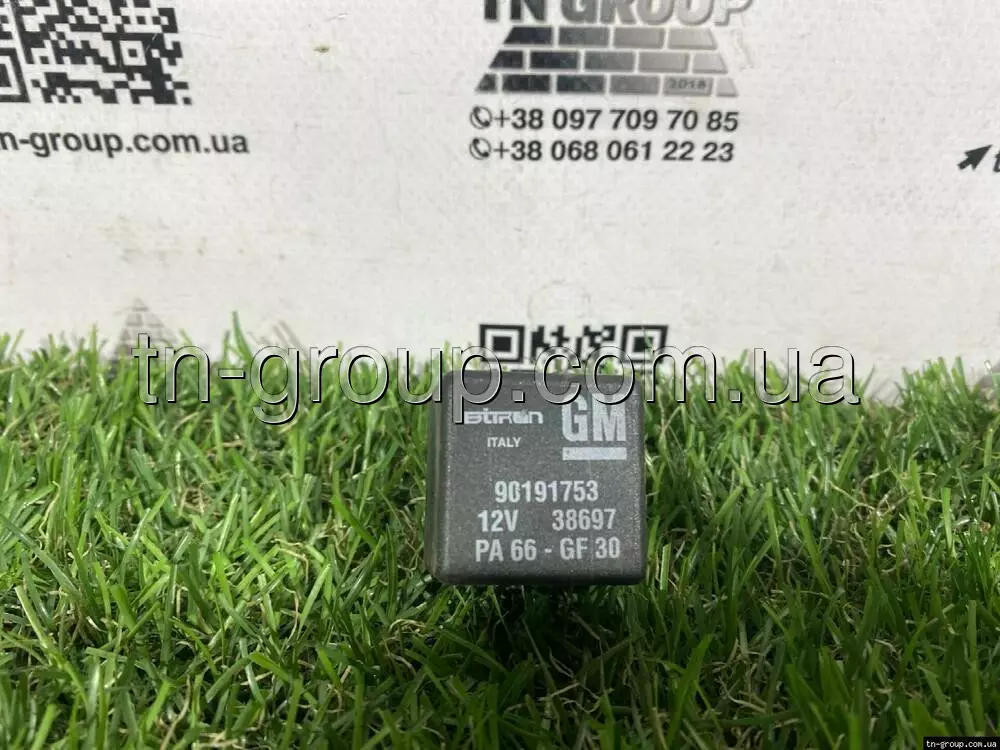 TN GROUP
2018
+38 097 709 70 85
+38 068 061 22 23
n-group.com.ua
tn-group.com.ua
BITRON
ITALY
GM
90191753
12V 38697
PA 66 - GF 30
tn-group.com.ua